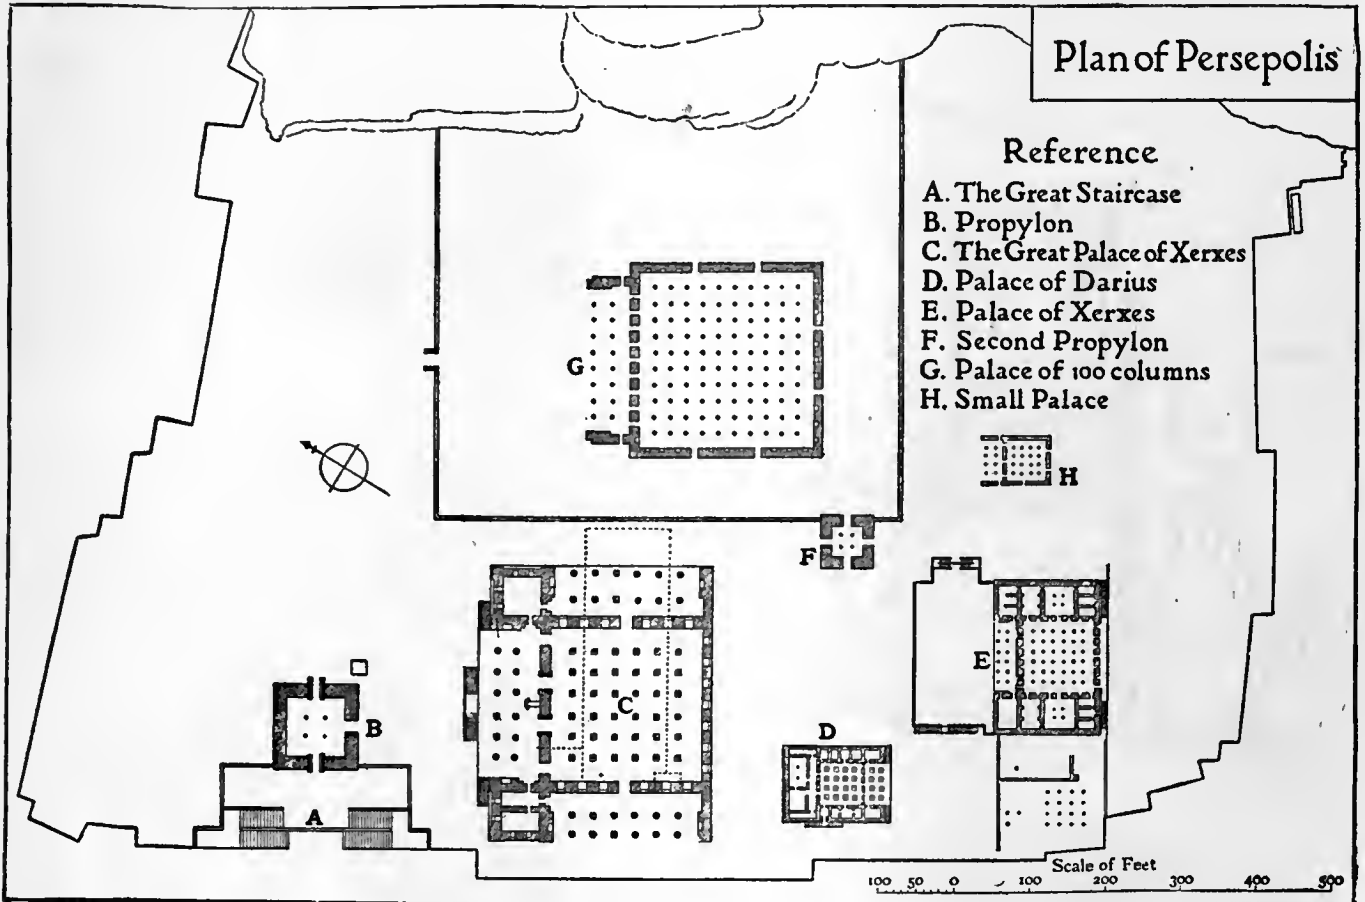 Plan of Persepolis
Reference
A. The Great Staircase
B. Propylon
C. The Great Palace of Xerxes
D. Palace of Darius
E. Palace of Xerxes
F. Second Propylon
G. Palace of 100 columns
H. Small Palace
G
H
F
E
C
B
D
A
Scale of Feet
100 50 0 100 200 300 400 500